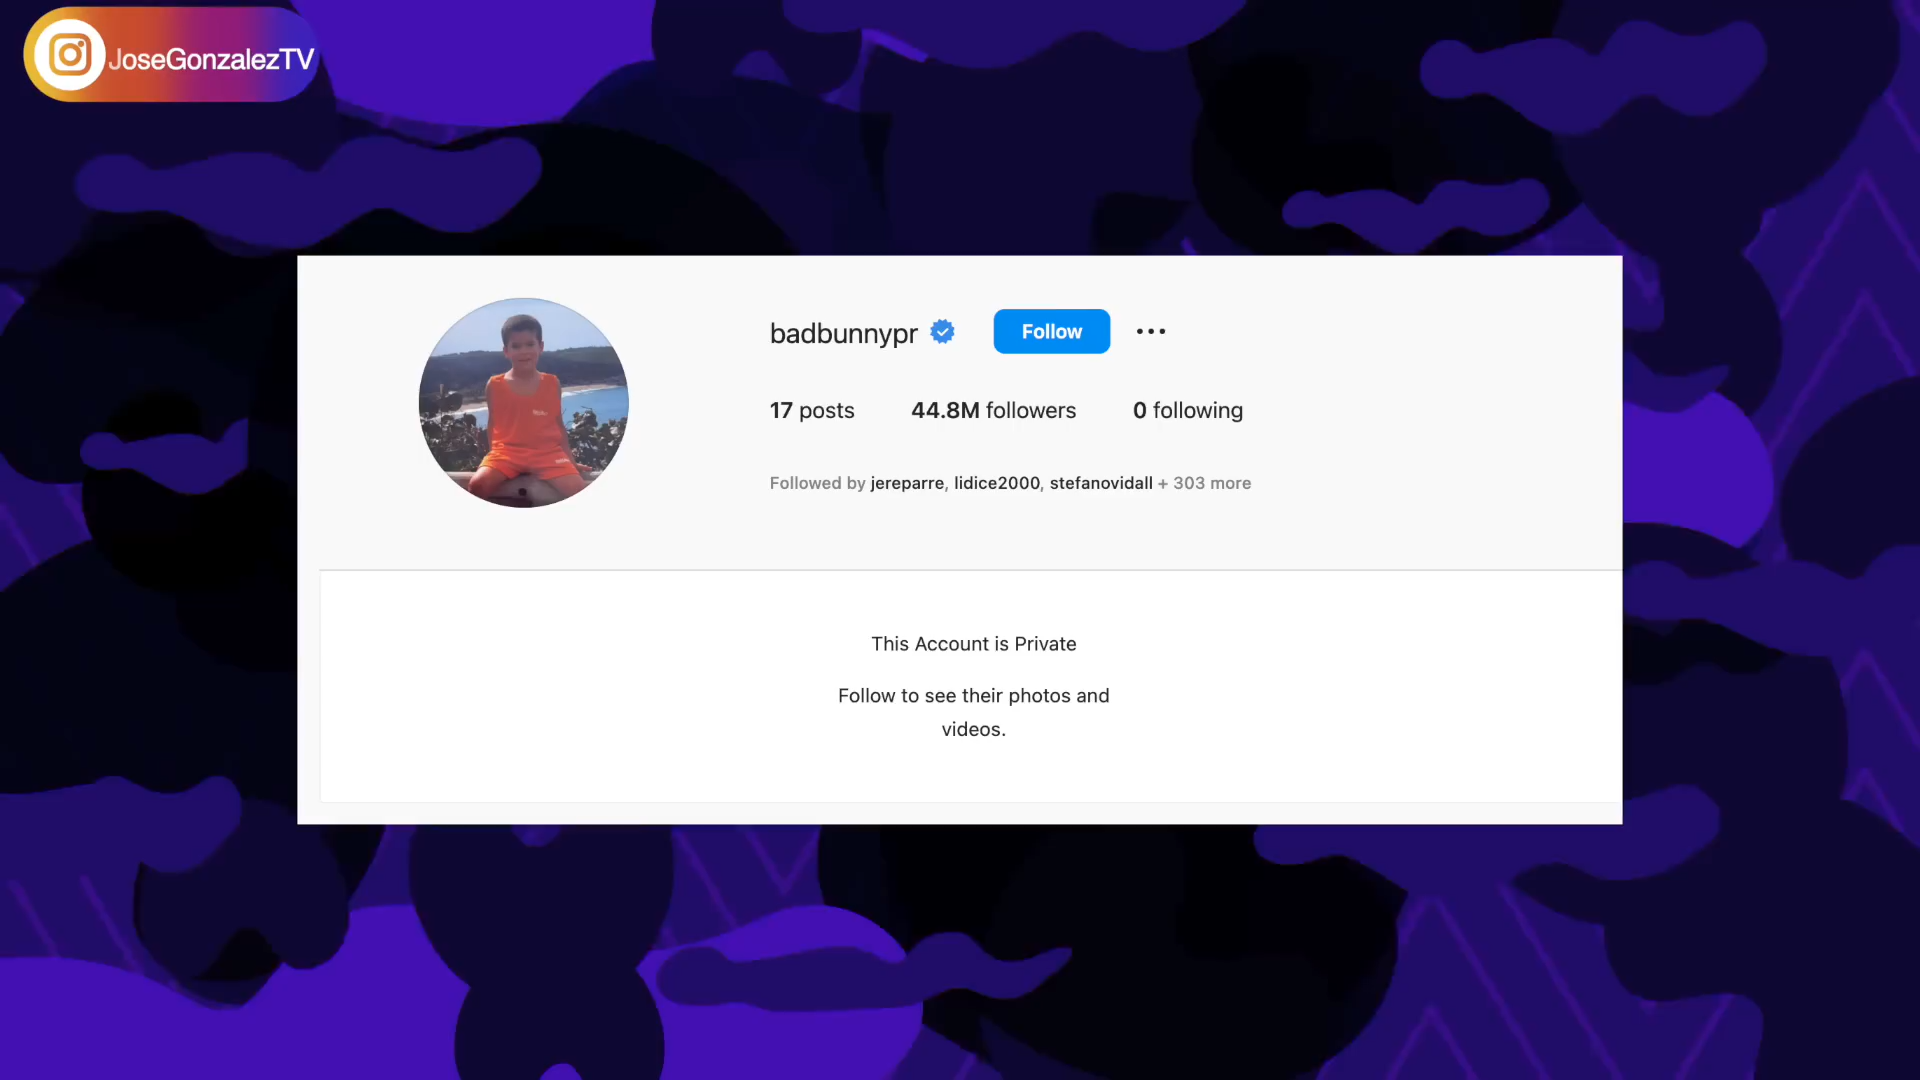 JoseGonzalezTV
badbunnypr Follow
17 posts 44.8M followers 0 following
Followed by jereparre, lidice2000, stefanovidall + 303 more
This Account is Private
Follow to see their photos and
videos.